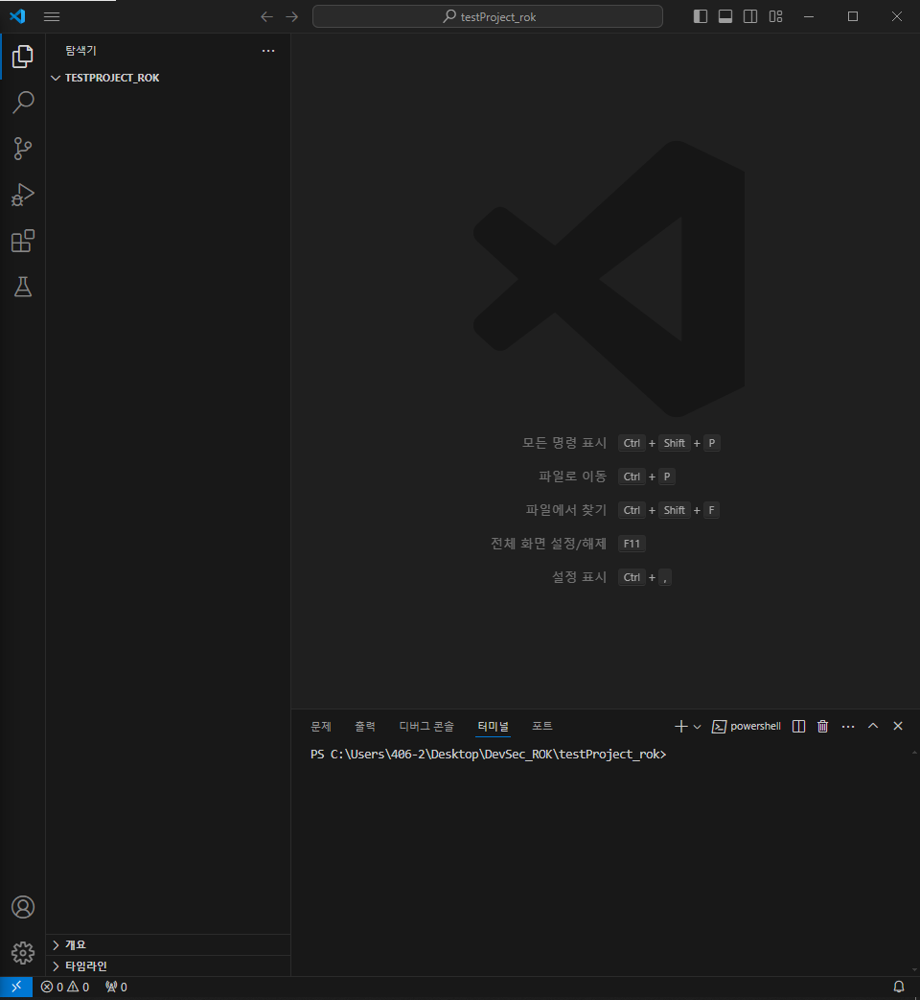 testProject_rok
탐색기
TESTPROJECT_ROK
모든 명령 표시 Ctrl + Shift + P
파일로 이동 Ctrl + P
파일에서 찾기 Ctrl + Shift + F
전체 화면 설정/해제 F11
설정 표시 Ctrl + ,
문제 출력 디버그 콘솔 터미널 포트 powershell
PS C:\Users\406-2\Desktop\DevSec_ROK\testProject_rok>
개요
타임라인
0 0 0